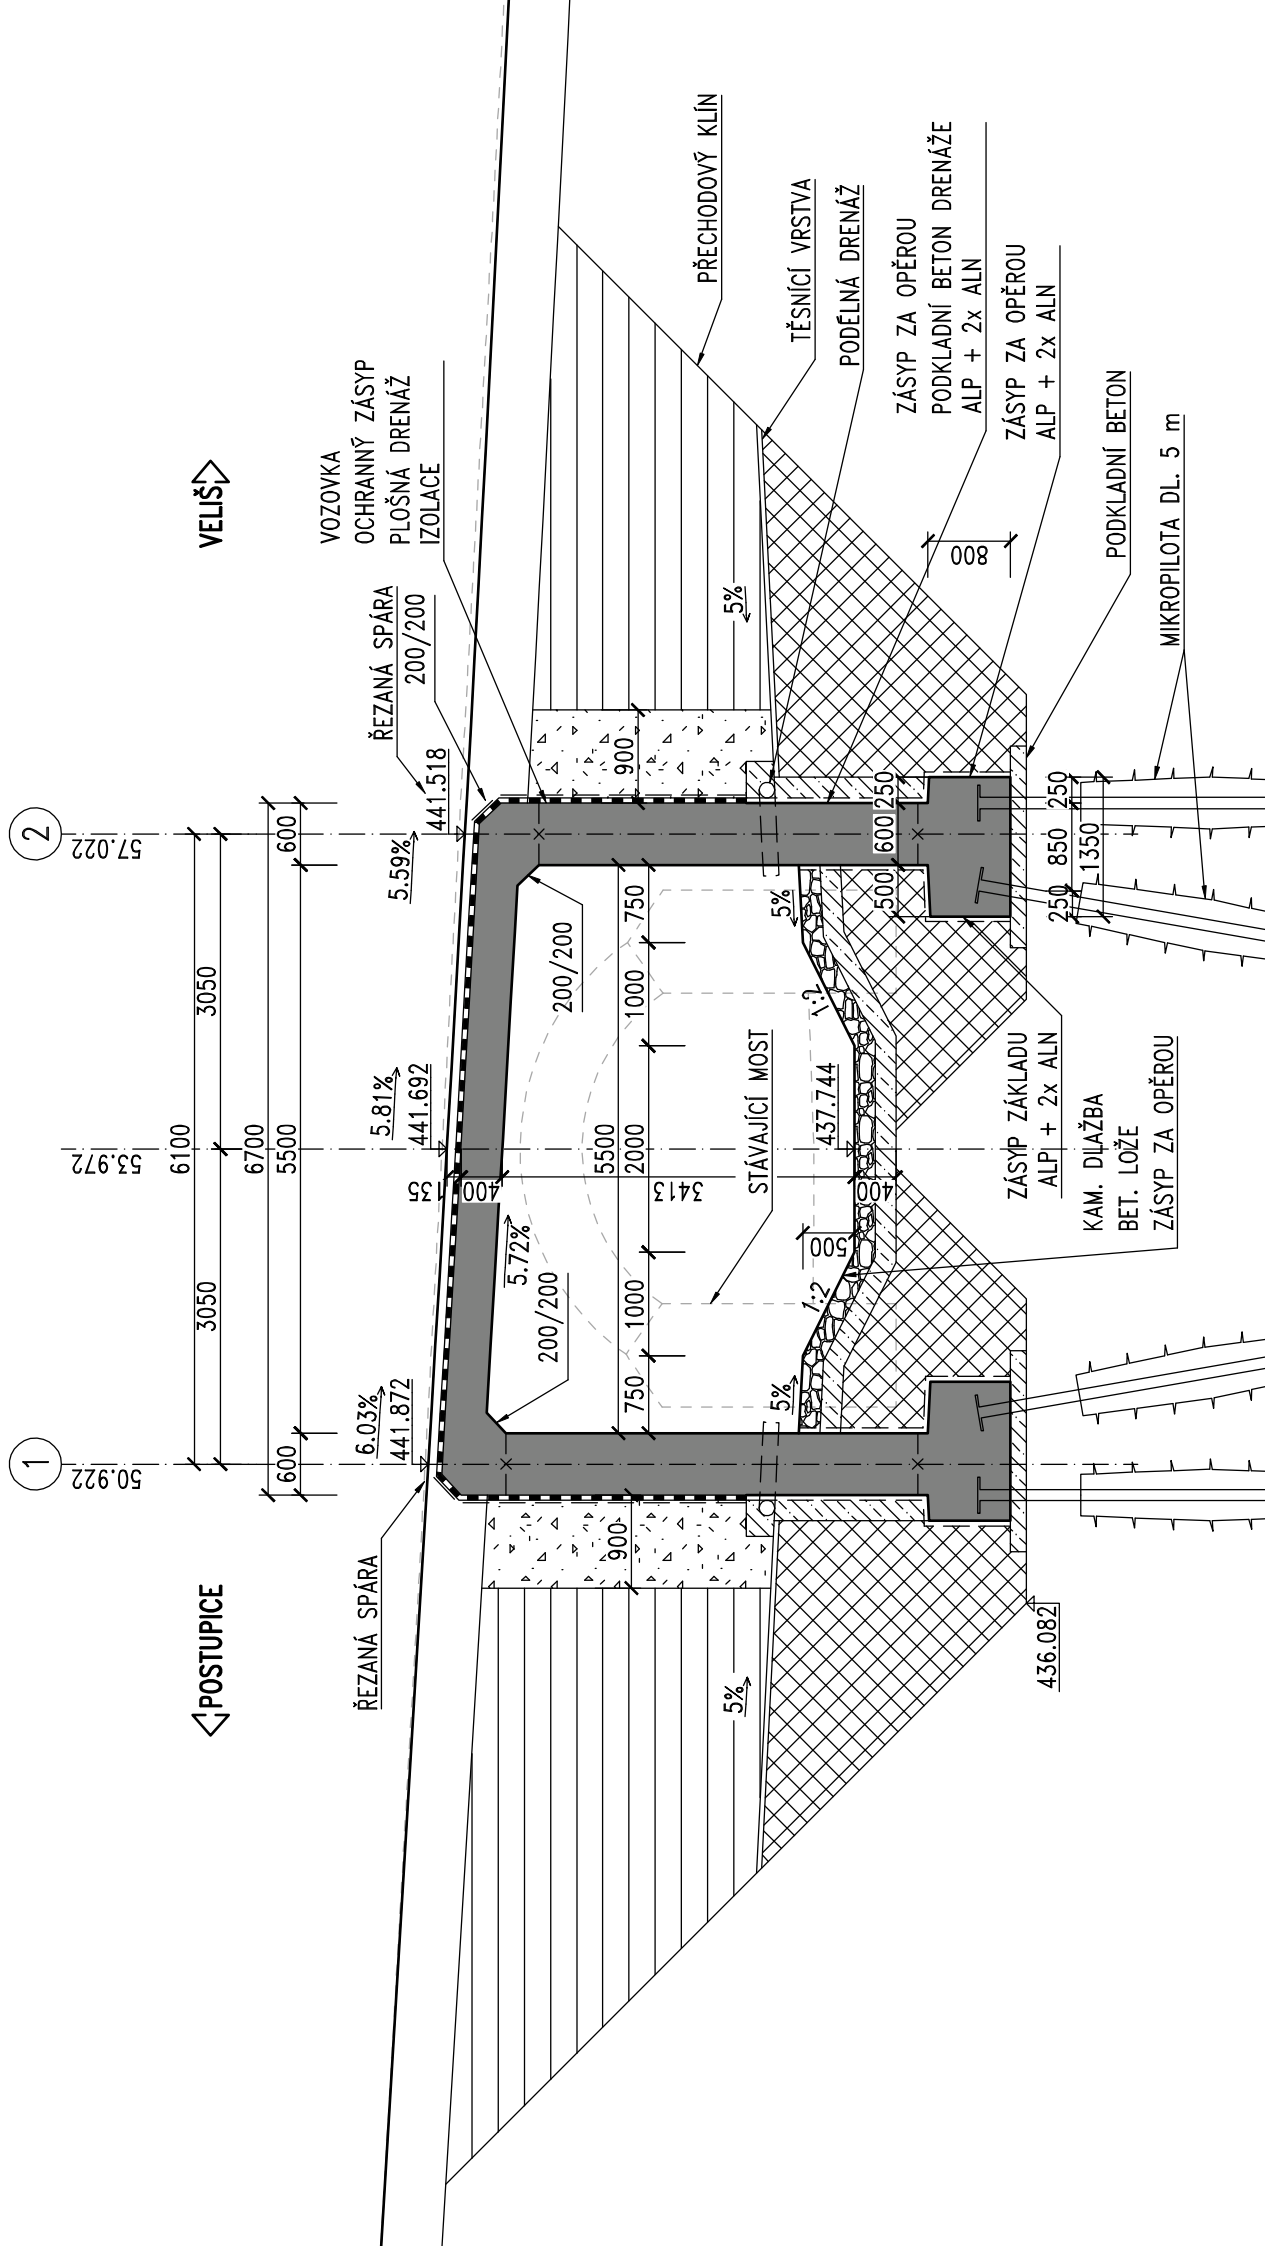 1
2
50.922
53.972
57.022
3050
3050
6100
6700
600
5500
600
POSTUPICE
VELIŠ
ŘEZANÁ SPÁRA
6.03%
441.872
5.81%
441.692
5.59%
441.518
ŘEZANÁ SPÁRA
200/200
VOZOVKA
OCHRANNÝ ZÁSYP
PLOŠNÁ DRENÁŽ
IZOLACE
135
400
5.72%
200/200
200/200
5500
750
1000
2000
1000
750
3413
900
900
PŘECHODOVÝ KLÍN
STÁVAJÍCÍ MOST
5%
5%
5%
5%
TĚSNÍCÍ VRSTVA
PODÉLNÁ DRENÁŽ
1:2
1:2
500
437.744
400
500
600
250
ZÁSYP ZA OPĚROU
PODKLADNÍ BETON DRENÁŽE
ALP + 2x ALN
800
ZÁSYP ZA OPĚROU
ALP + 2x ALN
436.082
ZÁSYP ZÁKLADU
ALP + 2x ALN
250
850
250
1350
KAM. DLAŽBA
BET. LOŽE
ZÁSYP ZA OPĚROU
PODKLADNÍ BETON
MIKROPILOTA DL. 5 m